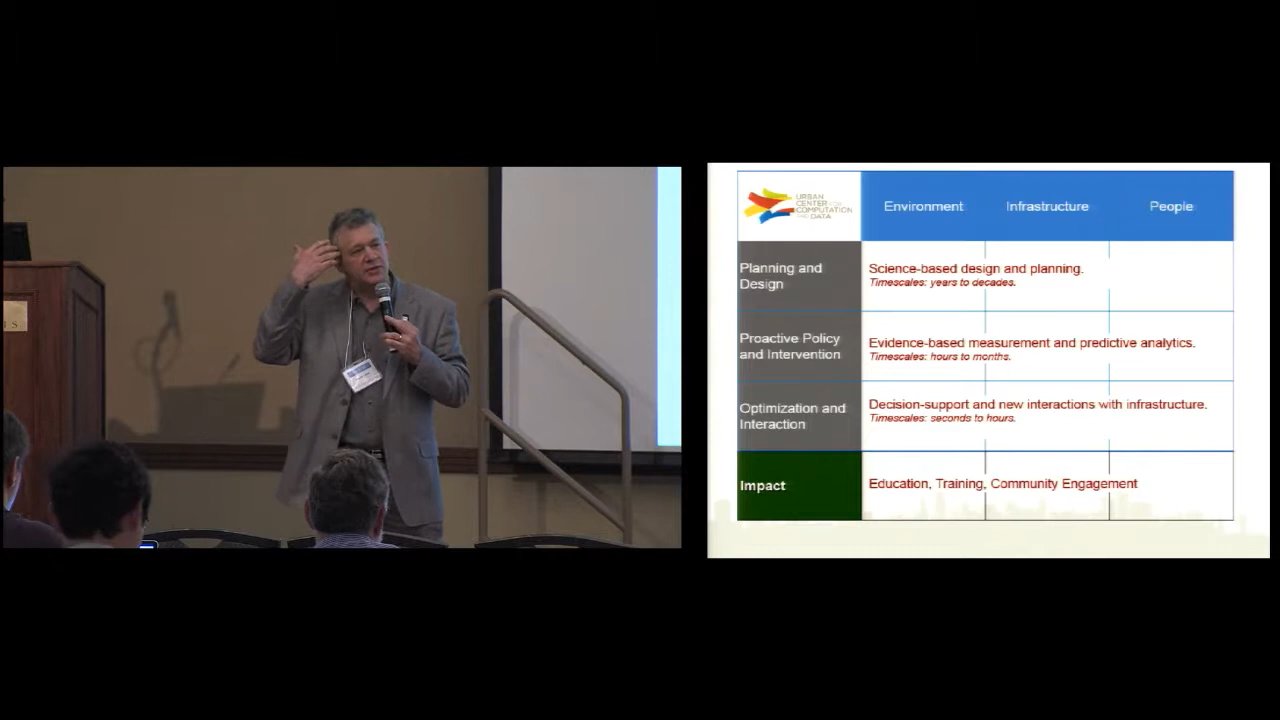 URBAN
CENTER FOR
COMPUTATION
AND DATA
Environment
Infrastructure
People
Planning and
Design
Science-based design and planning.
Timescales: years to decades.
Proactive Policy
and Intervention
Evidence-based measurement and predictive analytics.
Timescales: hours to months.
Optimization and
Interaction
Decision-support and new interactions with infrastructure.
Timescales: seconds to hours.
Impact
Education, Training, Community Engagement